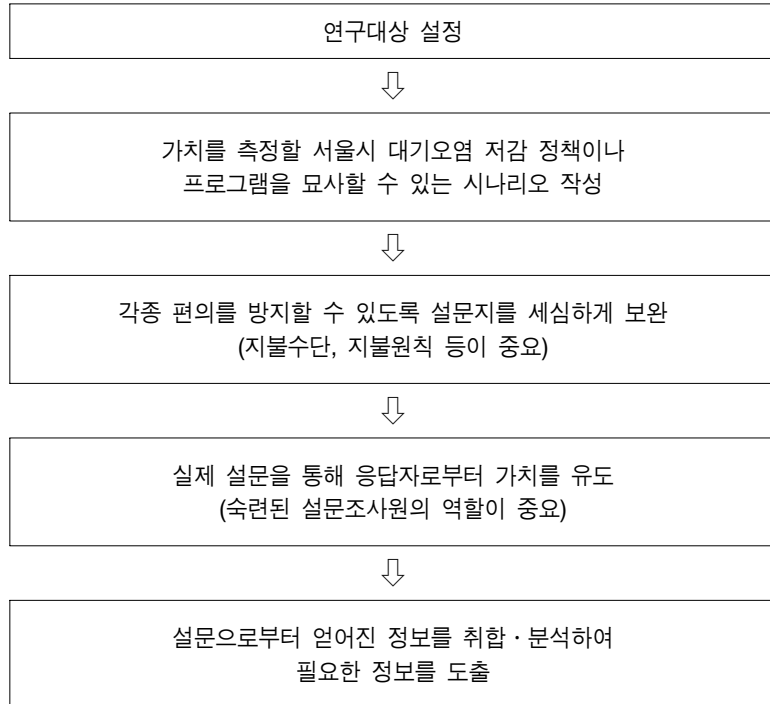 연구대상 설정
가치를 측정할 서울시 대기오염 저감 정책이나
프로그램을 묘사할 수 있는 시나리오 작성
각종 편의를 방지할 수 있도록 설문지를 세심하게 보완
(지불수단, 지불원칙 등이 중요)
실제 설문을 통해 응답자로부터 가치를 유도
(숙련된 설문조사원의 역할이 중요)
설문으로부터 얻어진 정보를 취합·분석하여
필요한 정보를 도출